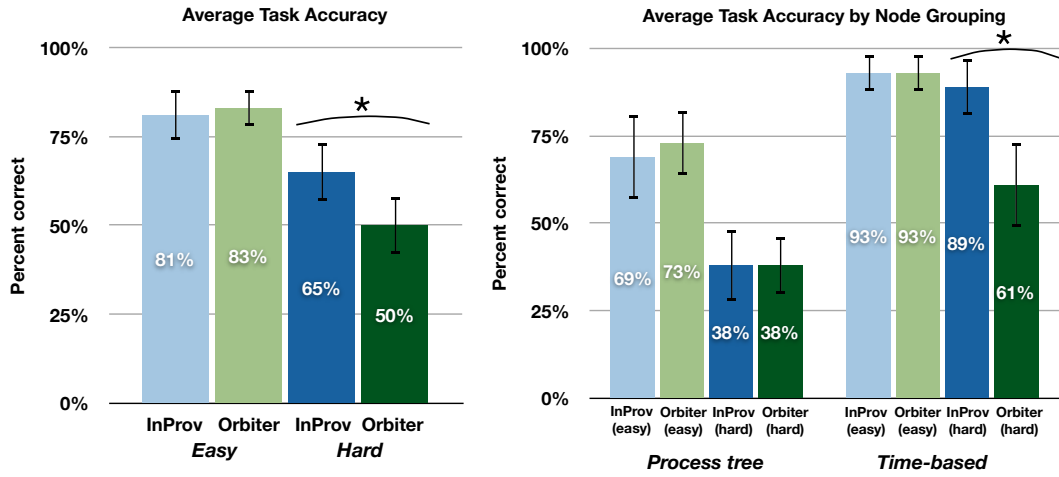 Average Task Accuracy
Percent correct
100%
75%
50%
25%
0%
81%
83%
65%
50%
*
InProv Orbiter InProv Orbiter
Easy Hard
Average Task Accuracy by Node Grouping
Percent correct
100%
75%
50%
25%
0%
69%
73%
38%
38%
93%
93%
89%
61%
*
InProv Orbiter InProv Orbiter InProv Orbiter InProv Orbiter
(easy) (easy) (hard) (hard) (easy) (easy) (hard) (hard)
Process tree Time-based